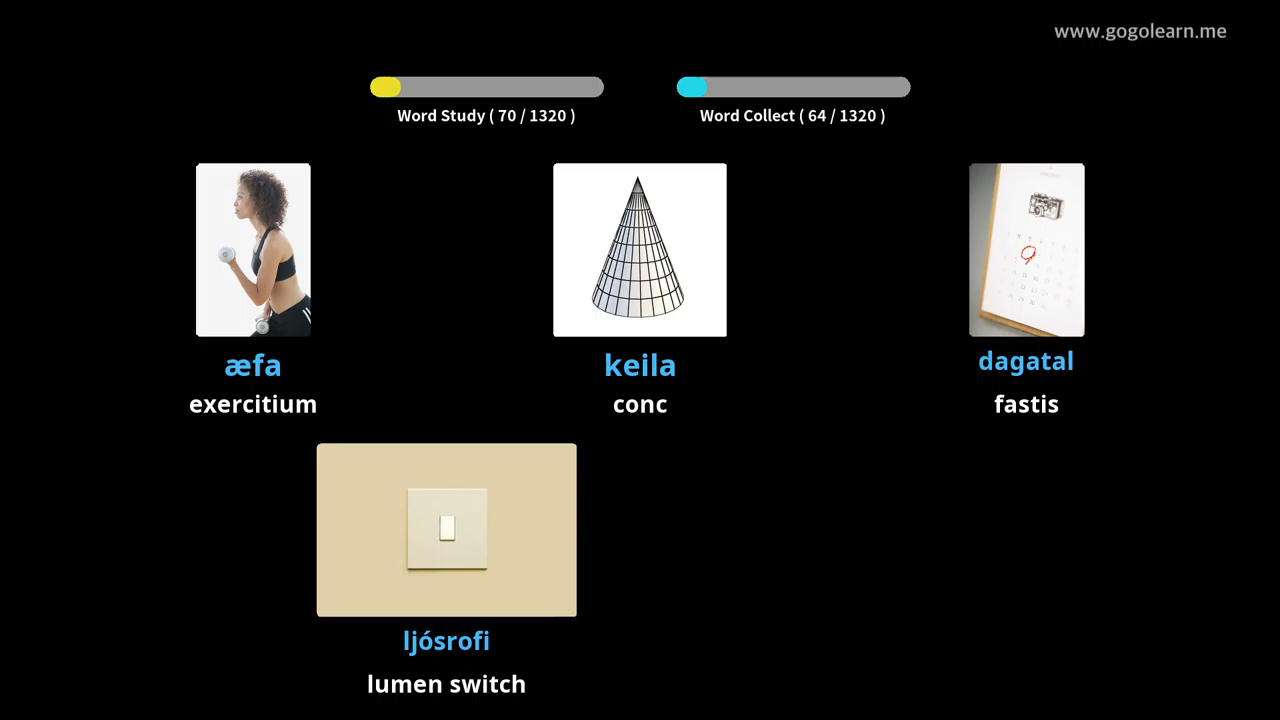 www.gogolearn.me
Word Study ( 70 / 1320 )
Word Collect ( 64 / 1320 )
æfa
keila
dagatal
exercitium
conc
fastis
ljósrofi
lumen switch